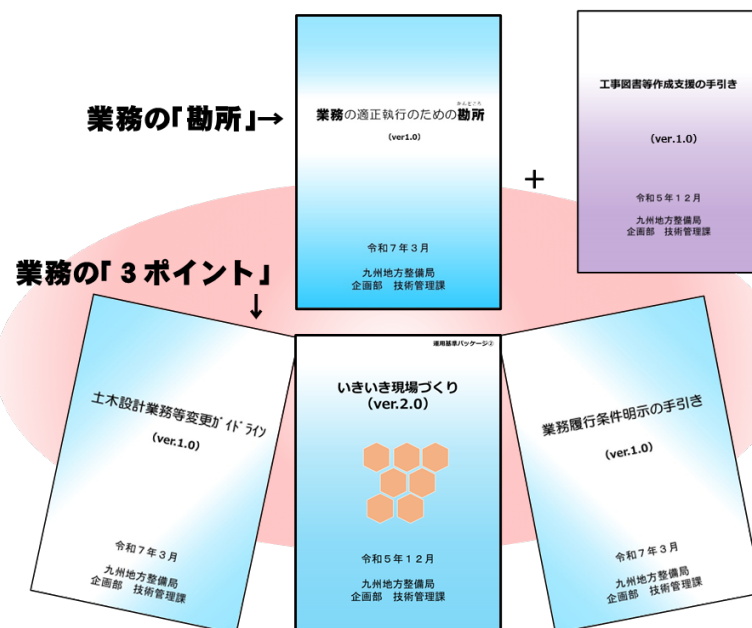 業務の｢勘所｣→
かんどころ
業務の適正執行のための勘所
(ver1.0)
令和７年３月
九州地方整備局
企画部　技術管理課
＋
工事図書等作成支援の手引き
(ver.1.0)
令和５年１２月
九州地方整備局
企画部　技術管理課
業務の｢３ポイント｣
↓
土木設計業務等変更ｶﾞｲﾄﾞﾗｲﾝ
(ver.1.0)
令和７年３月
九州地方整備局
企画部　技術管理課
運用基準パッケージ②
いきいき現場づくり
(ver.2.0)
令和５年１２月
九州地方整備局
企画部　技術管理課
業務履行条件明示の手引き
(ver.1.0)
令和７年３月
九州地方整備局
企画部　技術管理課